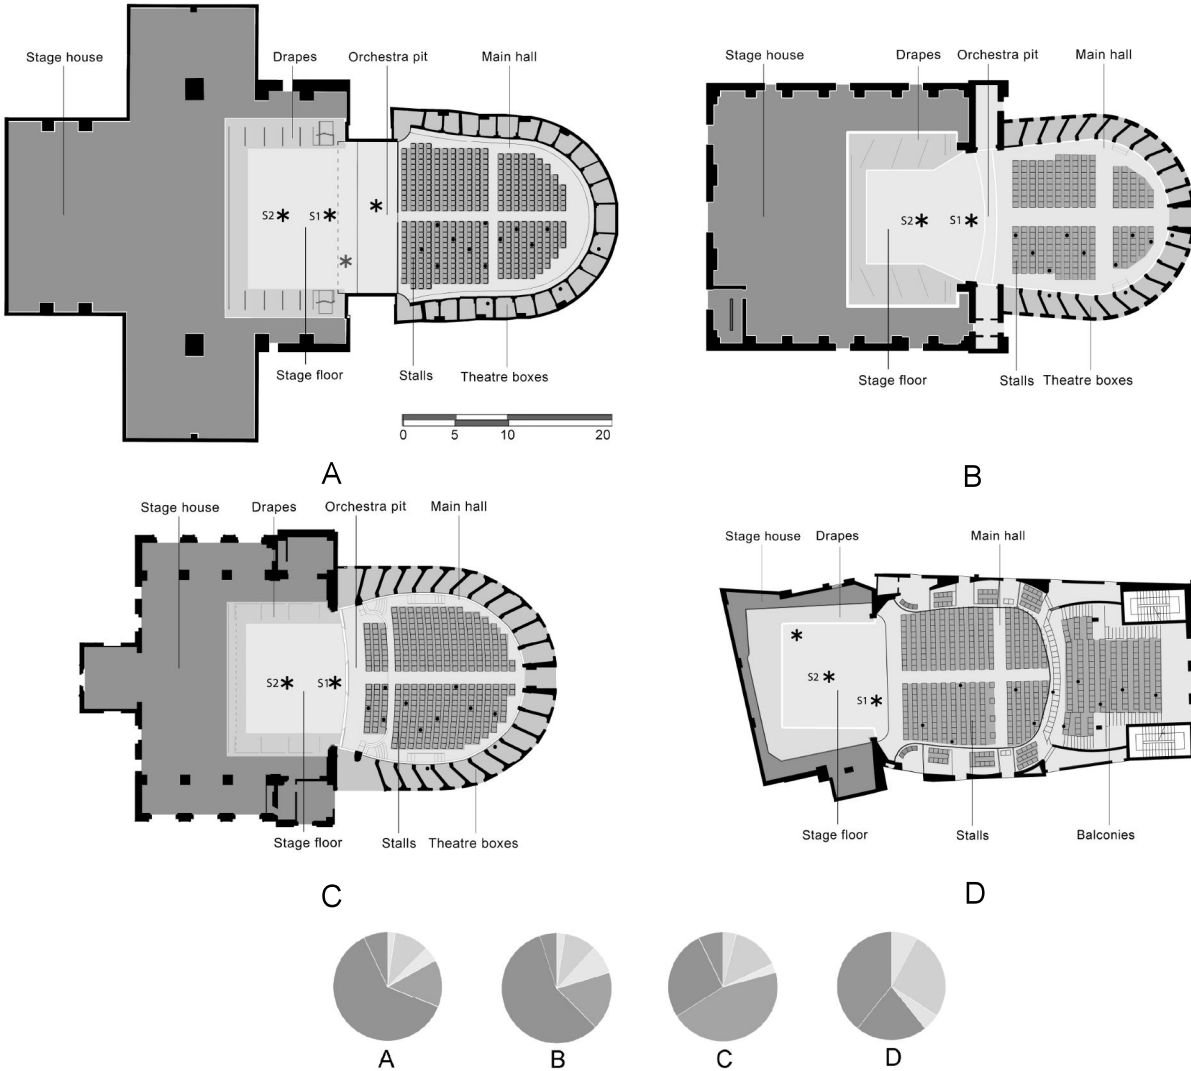 Stage house Drapes Orchestra pit Main hall
S2 S1
Stage floor Stalls Theatre boxes
0 5 10 20
A
Stage house Drapes Orchestra pit Main hall
S2 S1
Stage floor Stalls Theatre boxes
B
Stage house Drapes Orchestra pit Main hall
S2 S1
Stage floor Stalls Theatre boxes
C
Stage house Drapes Main hall
S2
S1
Stage floor Stalls Balconies
D
A B C D